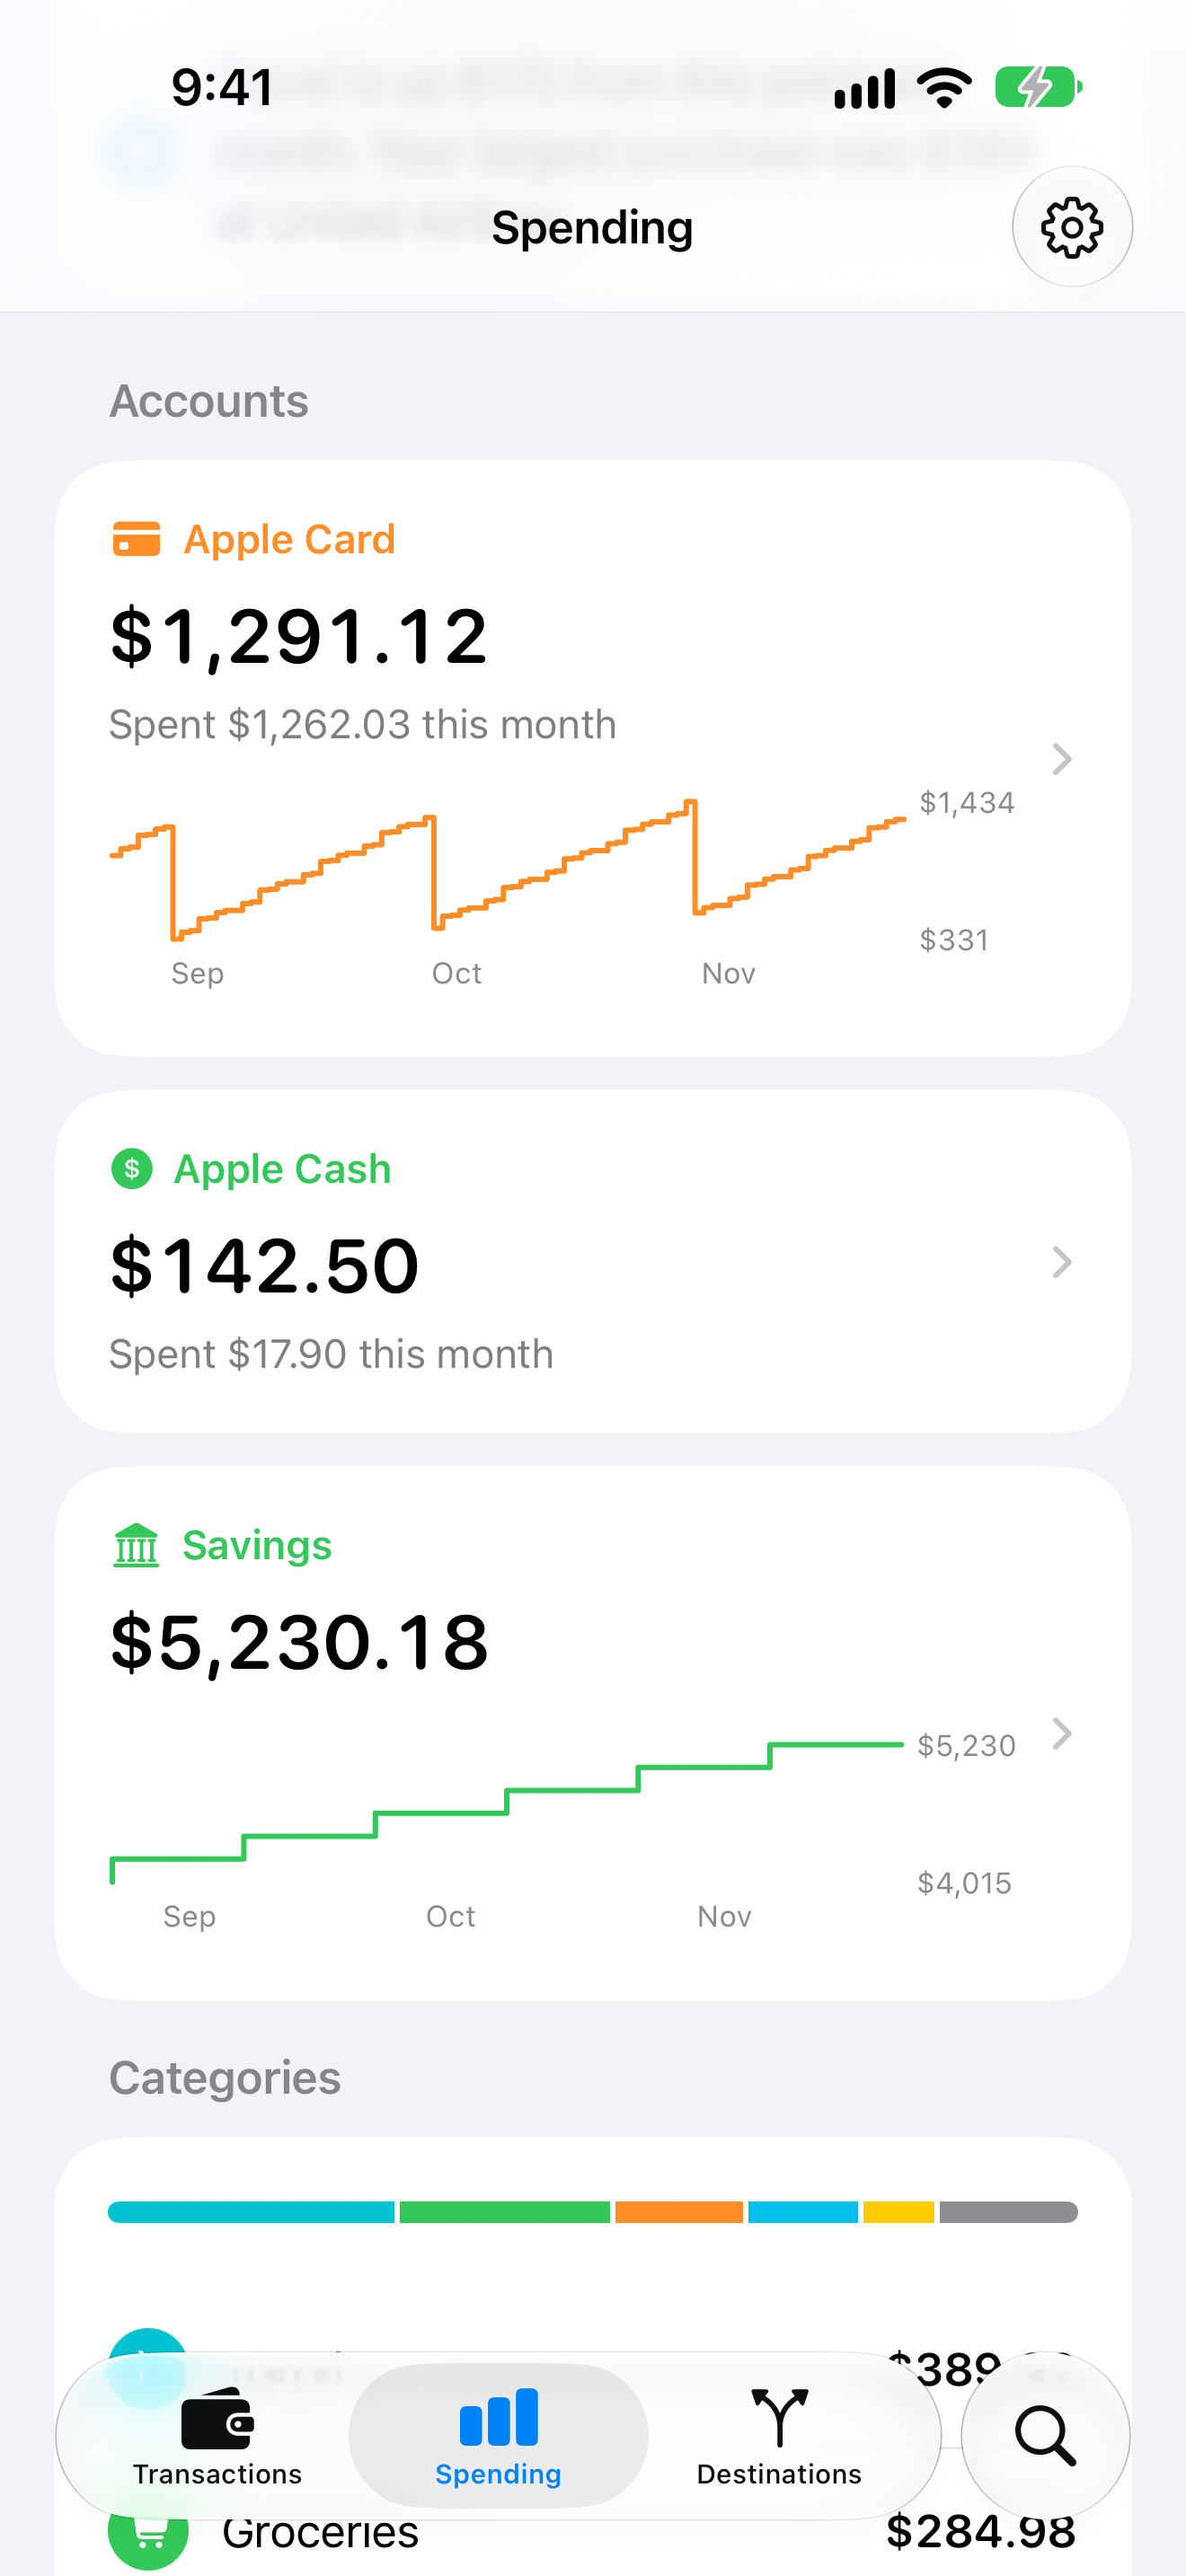 9:41
Spending
Accounts
Apple Card
$1,291.12
Spent $1,262.03 this month
$1,434
$331
Sep Oct Nov
$ Apple Cash
$142.50
Spent $17.90 this month
Savings
$5,230.18
$5,230
$4,015
Sep Oct Nov
Categories
Transactions Spending Destinations
Groceries $284.98